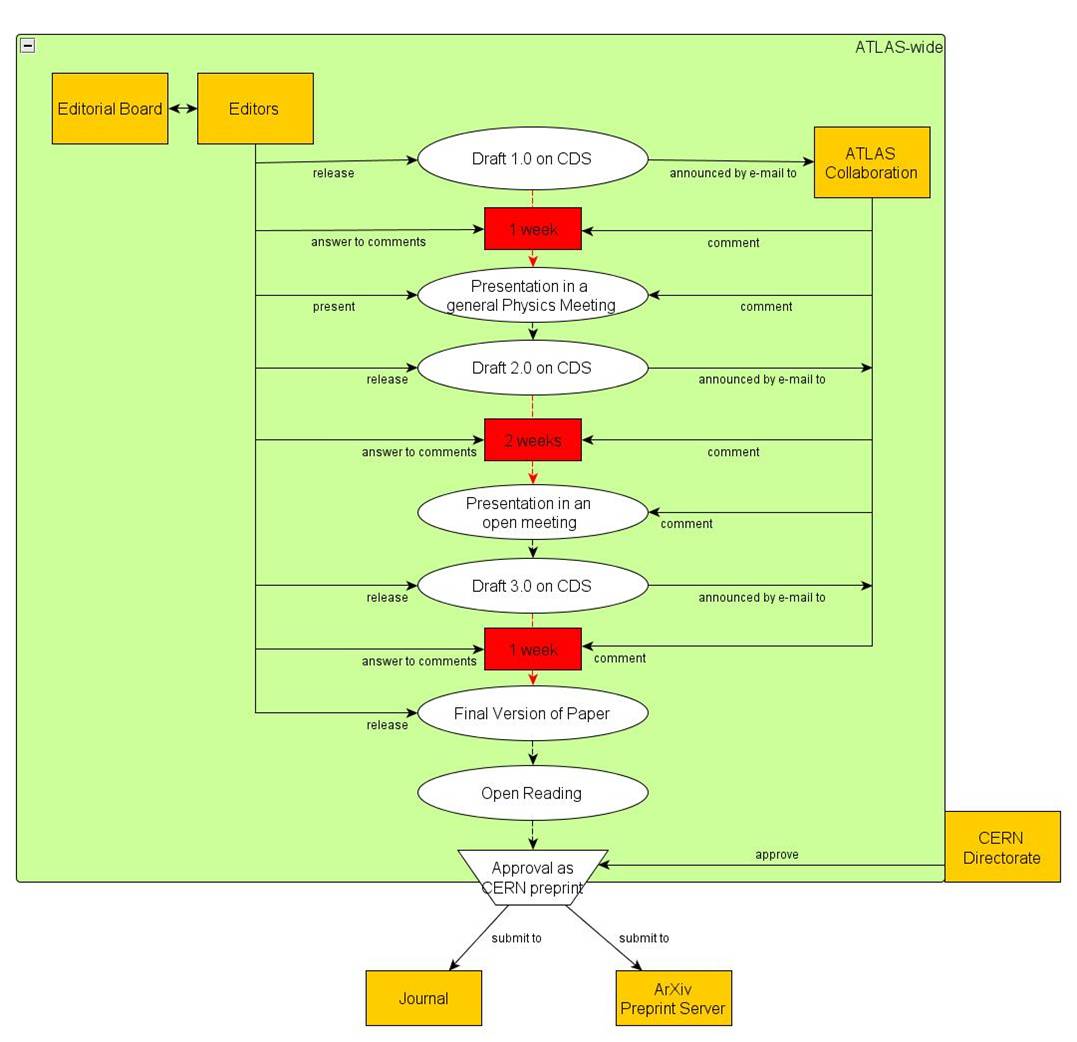 ATLAS-wide
Editorial Board
Editors
Draft 1.0 on CDS
ATLAS
Collaboration
release
announced by e-mail to
1 week
answer to comments
comment
Presentation in a
general Physics Meeting
present
comment
Draft 2.0 on CDS
release
announced by e-mail to
2 weeks
answer to comments
comment
Presentation in an
open meeting
comment
Draft 3.0 on CDS
release
announced by e-mail to
1 week
answer to comments
comment
Final Version of Paper
release
Open Reading
CERN
Directorate
approve
Approval as
CERN preprint
submit to
submit to
Journal
ArXiv
Preprint Server